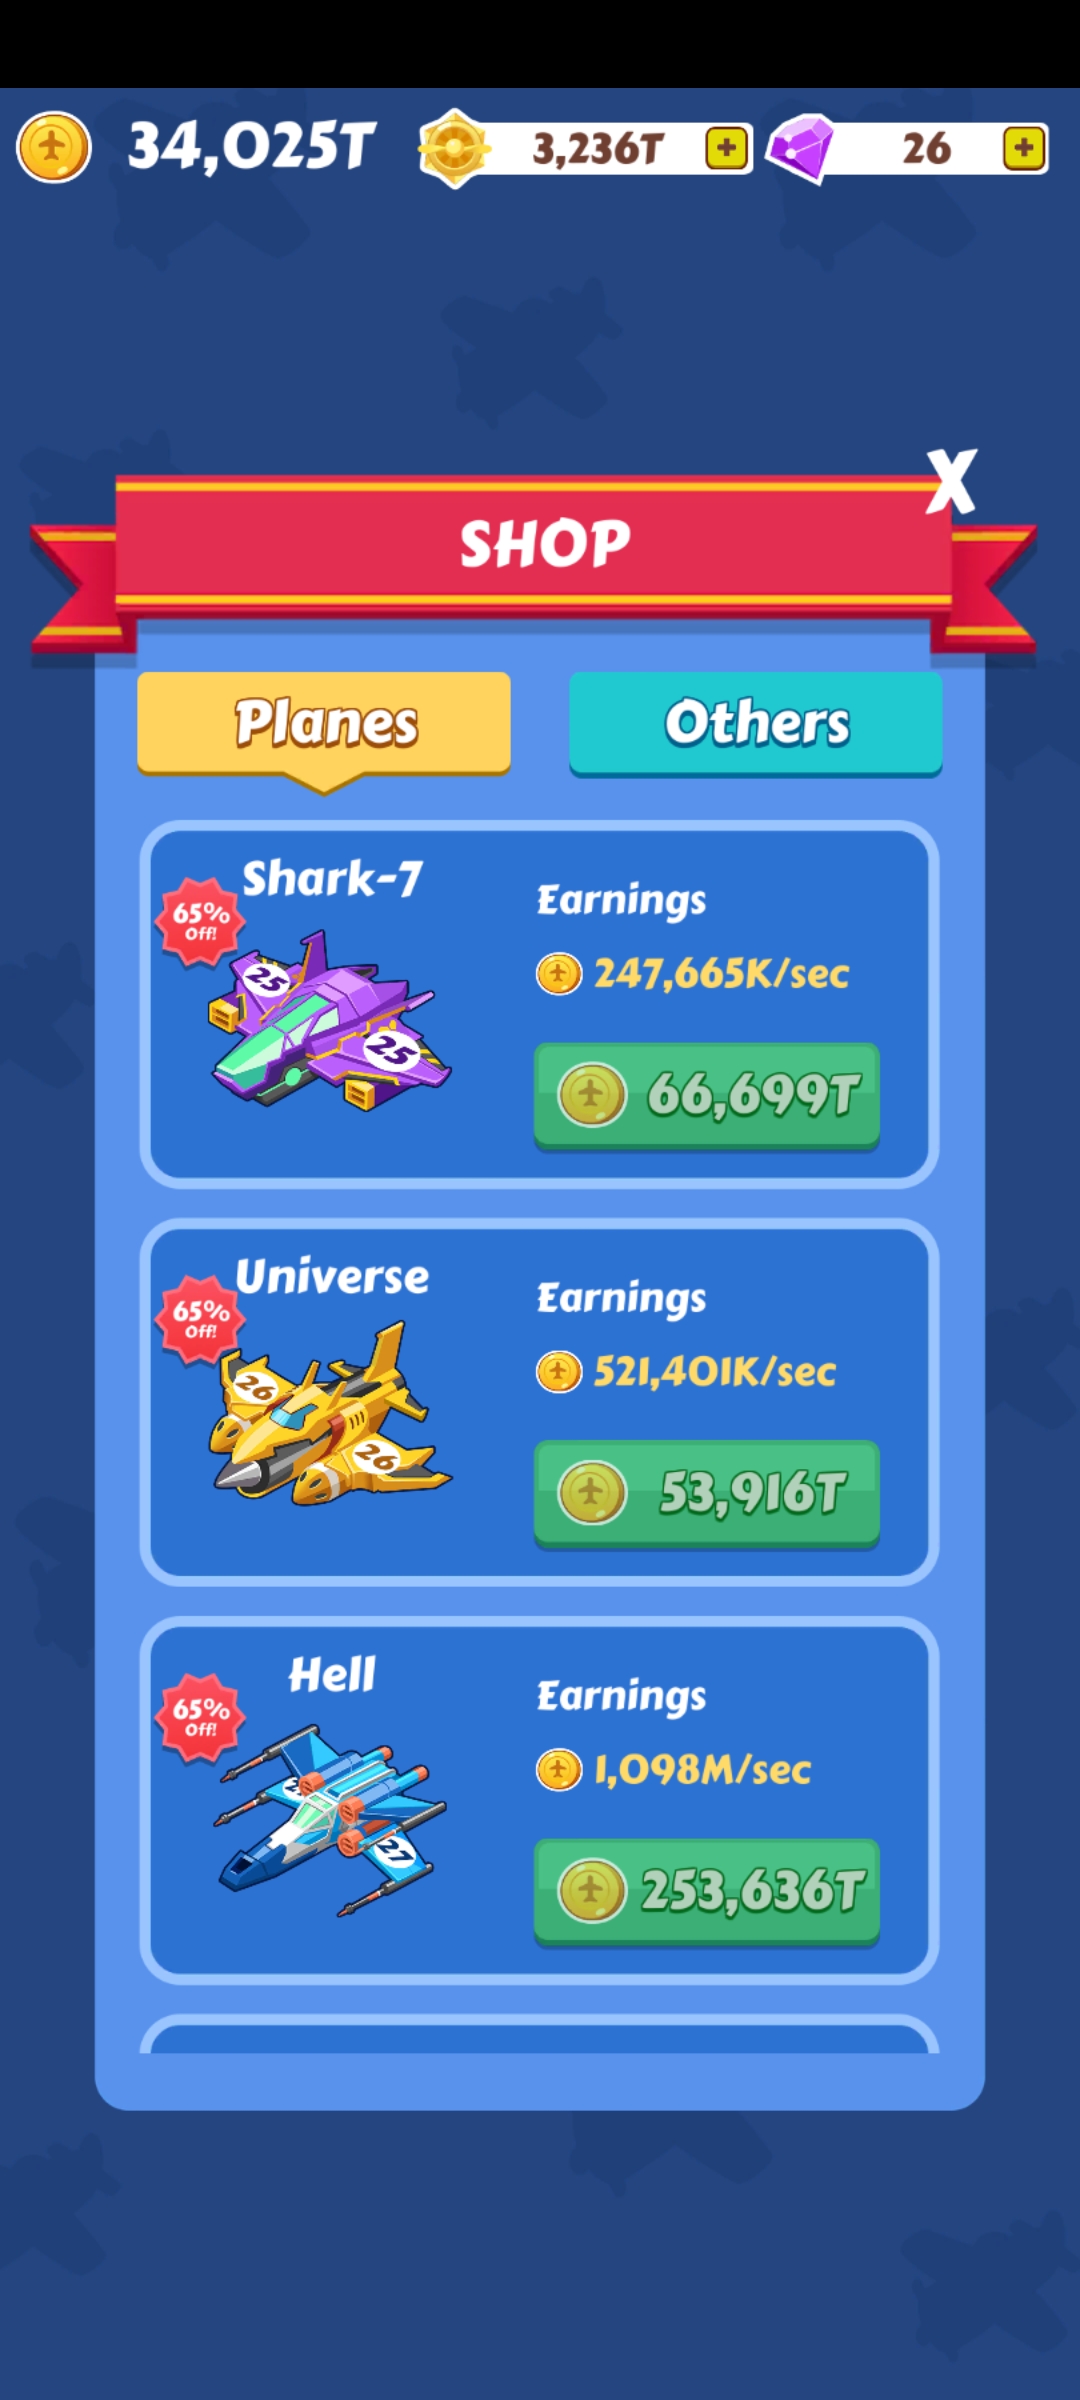 34,025T
3,236T
+
26
+
X
SHOP
Planes
Others
Shark-7
65%
Off!
25
25
Earnings
247,665K/sec
66,699T
Universe
65%
Off!
26
26
Earnings
521,401K/sec
53,916T
Hell
65%
Off!
27
Earnings
1,098M/sec
253,636T